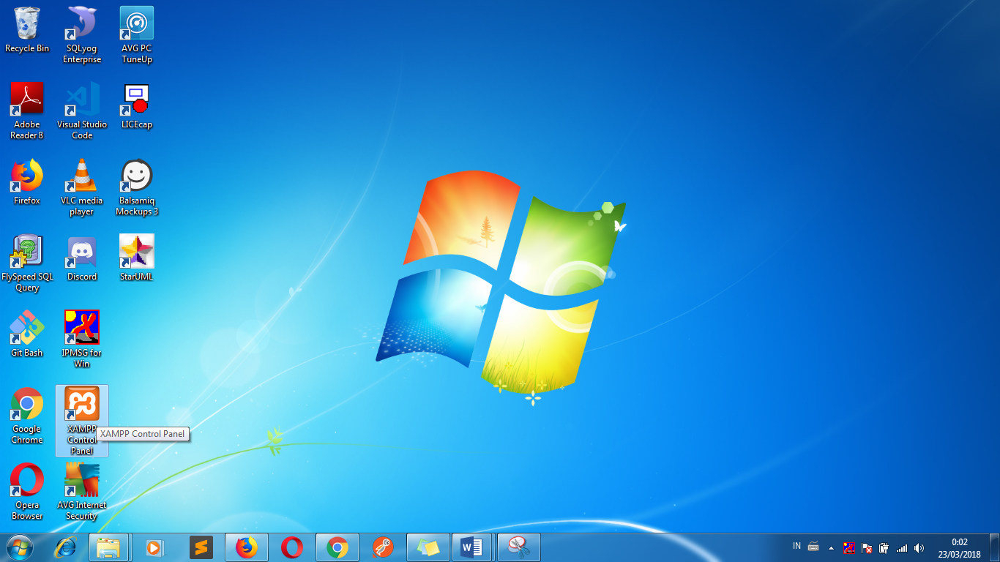 Recycle Bin
SQLyog
Enterprise
AVG PC
TuneUp
Adobe
Reader 8
Visual Studio
Code
LICEcap
Firefox
VLC media
player
Balsamiq
Mockups 3
FlySpeed SQL
Query
Discord
StarUML
Git Bash
IPMSG for
Win
Google
Chrome
XAMPP
Control
Panel
XAMPP Control Panel
Opera
Browser
AVG Internet
Security
IN
0:02
23/03/2018